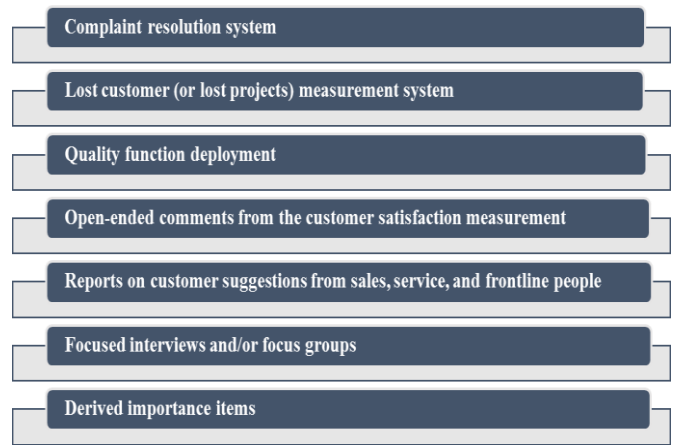 Complaint resolution system
Lost customer (or lost projects) measurement system
Quality function deployment
Open-ended comments from the customer satisfaction measurement
Reports on customer suggestions from sales, service, and frontline people
Focused interviews and/or focus groups
Derived importance items